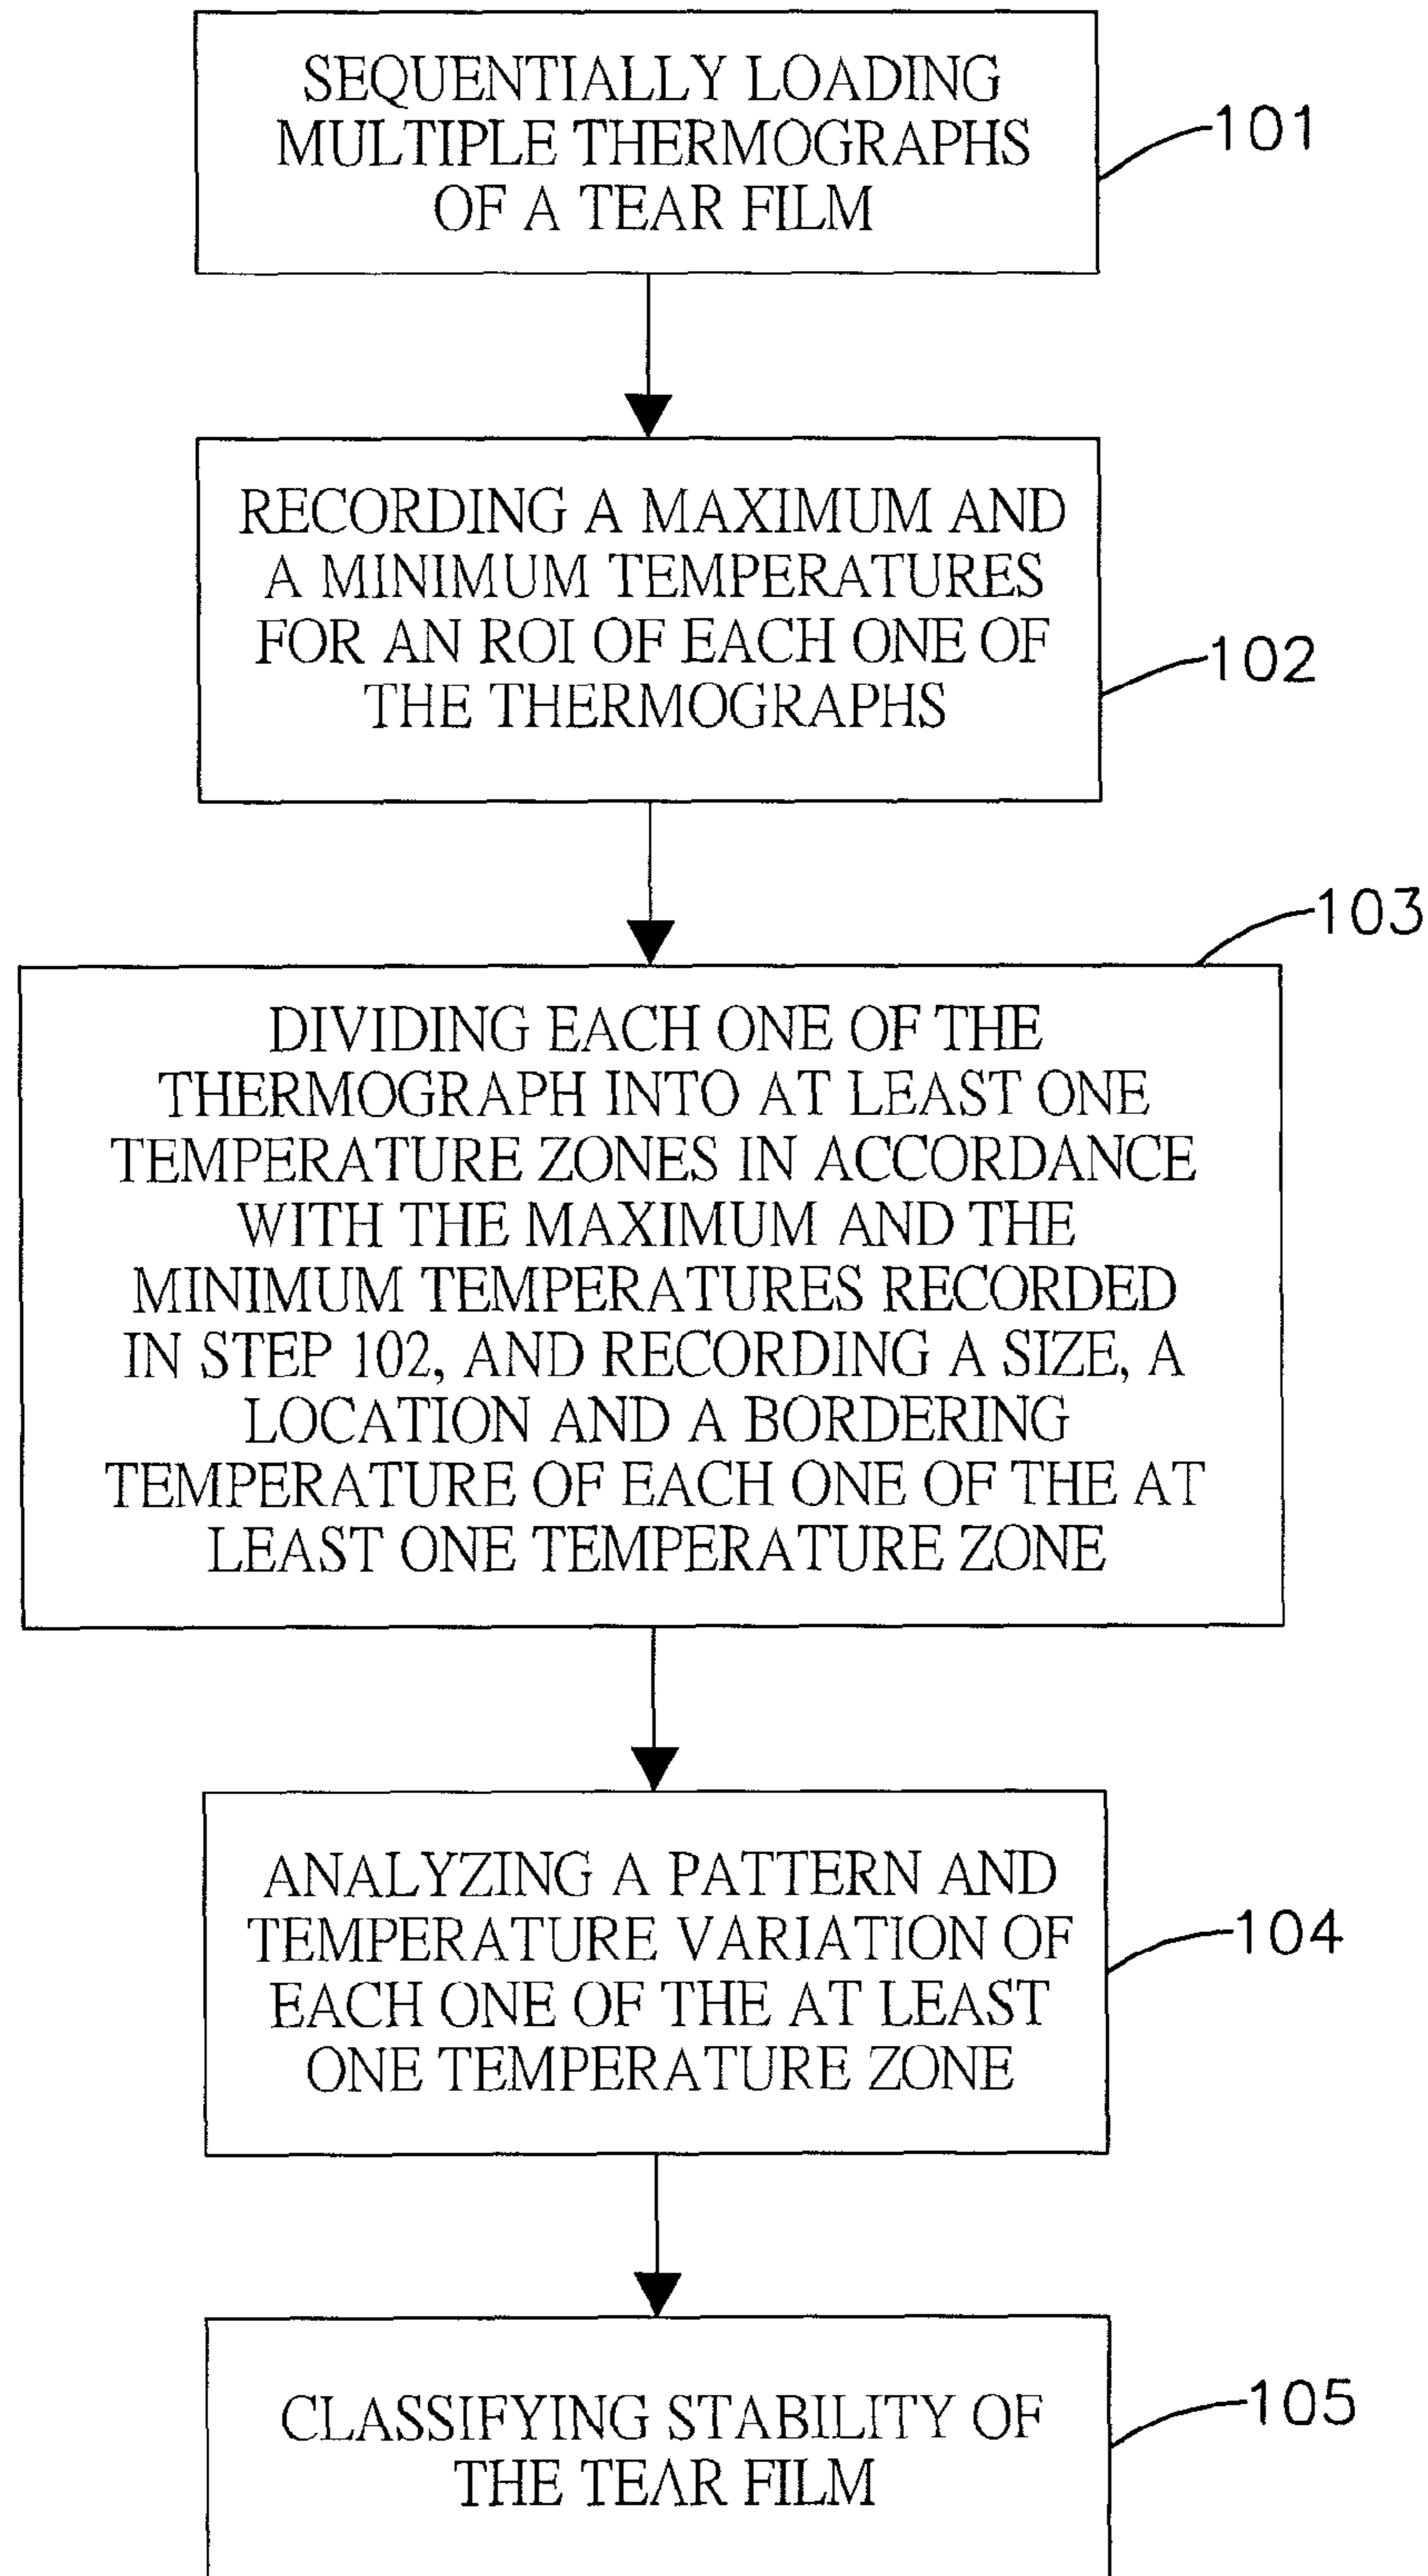 SEQUENTIALLY LOADING
MULTIPLE THERMOGRAPHS
OF A TEAR FILM
101
RECORDING A MAXIMUM AND
A MINIMUM TEMPERATURES
FOR AN ROI OF EACH ONE OF
THE THERMOGRAPHS
102
103
DIVIDING EACH ONE OF THE
THERMOGRAPH INTO AT LEAST ONE
TEMPERATURE ZONES IN ACCORDANCE
WITH THE MAXIMUM AND THE
MINIMUM TEMPERATURES RECORDED
IN STEP 102, AND RECORDING A SIZE, A
LOCATION AND A BORDERING
TEMPERATURE OF EACH ONE OF THE AT
LEAST ONE TEMPERATURE ZONE
ANALYZING A PATTERN AND
TEMPERATURE VARIATION OF
EACH ONE OF THE AT LEAST
ONE TEMPERATURE ZONE
104
CLASSIFYING STABILITY OF
THE TEAR FILM
105